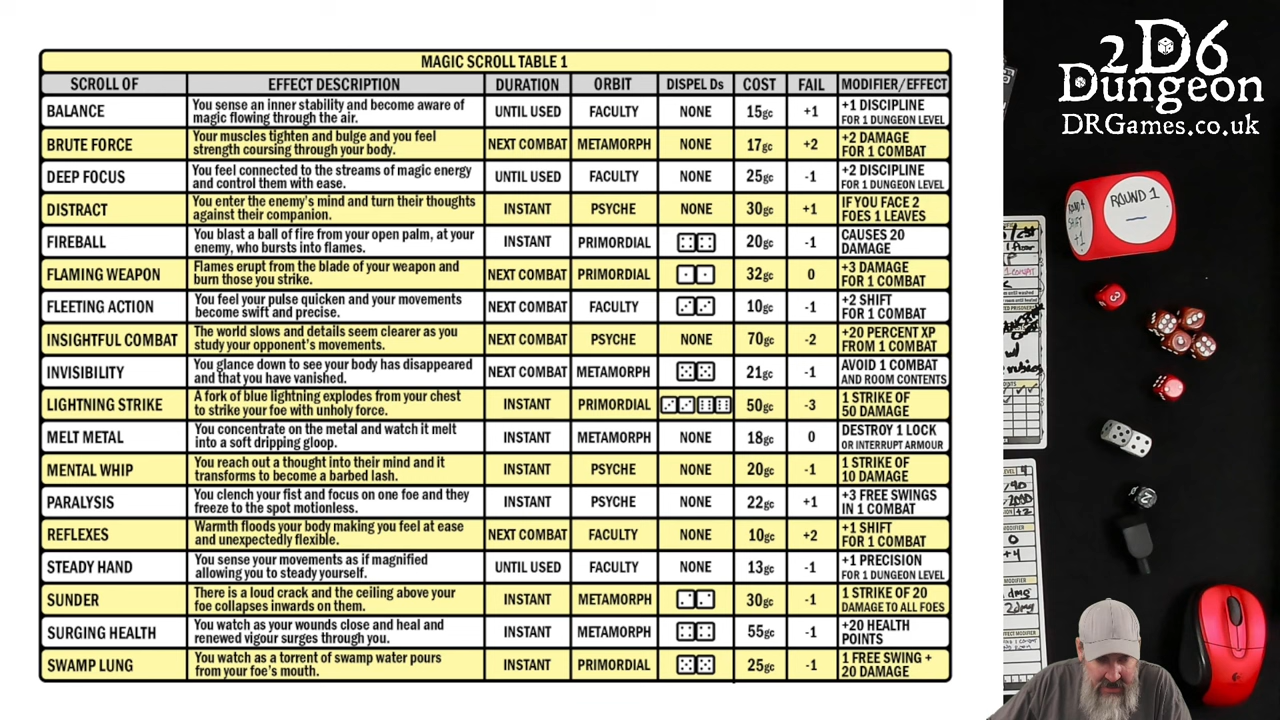 MAGIC SCROLL TABLE 1
SCROLL OF EFFECT DESCRIPTION DURATION ORBIT DISPEL Ds COST FAIL MODIFIER/EFFECT
BALANCE You sense an inner stability and become aware of magic flowing through the air. UNTIL USED FACULTY NONE 15gc +1 +1 DISCIPLINE FOR 1 DUNGEON LEVEL
BRUTE FORCE Your muscles tighten and bulge and you feel strength coursing through your body. NEXT COMBAT METAMORPH NONE 17gc +2 +2 DAMAGE FOR 1 COMBAT
DEEP FOCUS You feel connected to the streams of magic energy and control them with ease. UNTIL USED FACULTY NONE 25gc -1 +2 DISCIPLINE FOR 1 DUNGEON LEVEL
DISTRACT You enter the enemy's mind and turn their thoughts against their companion. INSTANT PSYCHE NONE 30gc +1 IF YOU FACE 2 FOES 1 LEAVES
FIREBALL You blast a ball of fire from your open palm, at your enemy, who bursts into flames. INSTANT PRIMORDIAL 20gc -1 CAUSES 20 DAMAGE
FLAMING WEAPON Flames erupt from the blade of your weapon and burn those you strike. NEXT COMBAT PRIMORDIAL 32gc 0 +3 DAMAGE FOR 1 COMBAT
FLEETING ACTION You feel your pulse quicken and your movements become swift and precise. NEXT COMBAT FACULTY 10gc -1 +2 SHIFT FOR 1 COMBAT
INSIGHTFUL COMBAT The world slows and details seem clearer as you study your opponent's movements. NEXT COMBAT PSYCHE NONE 70gc -2 +20 PERCENT XP FROM 1 COMBAT
INVISIBILITY You glance down to see your body has disappeared and that you have vanished. NEXT COMBAT METAMORPH 21gc -1 AVOID 1 COMBAT AND ROOM CONTENTS
LIGHTNING STRIKE A fork of blue lightning explodes from your chest to strike your foe with unholy force. INSTANT PRIMORDIAL 50gc -3 1 STRIKE OF 50 DAMAGE
MELT METAL You concentrate on the metal and watch it melt into a soft dripping gloop. INSTANT METAMORPH NONE 18gc 0 DESTROY 1 LOCK OR INTERRUPT ARMOUR
MENTAL WHIP You reach out a thought into their mind and it transforms to become a barbed lash. INSTANT PSYCHE NONE 20gc -1 1 STRIKE OF 10 DAMAGE
PARALYSIS You clench your fist and focus on one foe and they freeze to the spot motionless. INSTANT PSYCHE NONE 22gc +1 +3 FREE SWINGS IN 1 COMBAT
REFLEXES Warmth floods your body making you feel at ease and unexpectedly flexible. NEXT COMBAT FACULTY NONE 10gc +2 +1 SHIFT FOR 1 COMBAT
STEADY HAND You sense your movements as if magnified allowing you to steady yourself. UNTIL USED FACULTY NONE 13gc -1 +1 PRECISION FOR 1 DUNGEON LEVEL
SUNDER There is a loud crack and the ceiling above your foe collapses inwards on them. INSTANT METAMORPH 30gc -1 1 STRIKE OF 20 DAMAGE TO ALL FOES
SURGING HEALTH You watch as your wounds close and heal and renewed vigour surges through you. INSTANT METAMORPH 55gc -1 +20 HEALTH POINTS
SWAMP LUNG You watch as a torrent of swamp water pours from your foe's mouth. INSTANT PRIMORDIAL 25gc -1 1 FREE SWING + 20 DAMAGE
2D6
Dungeon
DRGames.co.uk
ROUND 1
ROUND 4
SHIFT
+1
3
1 floor
LEVEL 4
+2
MODIFIER
0
+4
MODIFIER